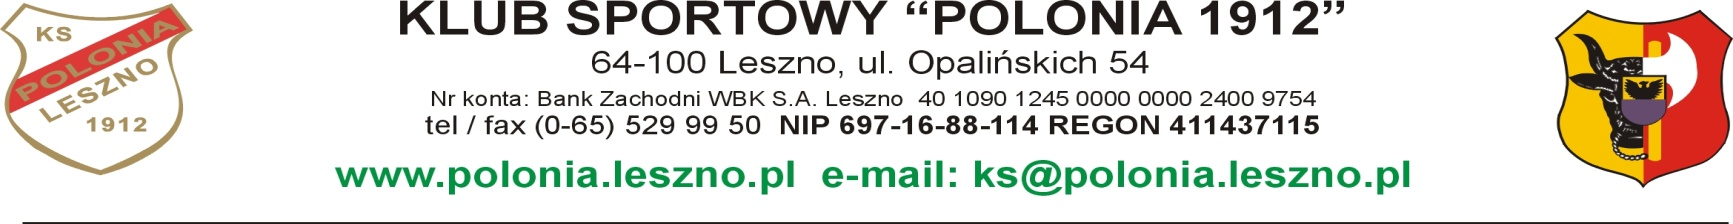 KS
POLONIA
LESZNO
1912
KLUB SPORTOWY “POLONIA 1912”
64-100 Leszno, ul. Opalińskich 54
Nr konta: Bank Zachodni WBK S.A. Leszno 40 1090 1245 0000 0000 2400 9754
tel / fax (0-65) 529 99 50 NIP 697-16-88-114 REGON 411437115
www.polonia.leszno.pl e-mail: ks@polonia.leszno.pl